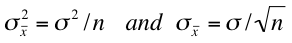 σ²_x̄ = σ²/n and σ_x̄ = σ/√n